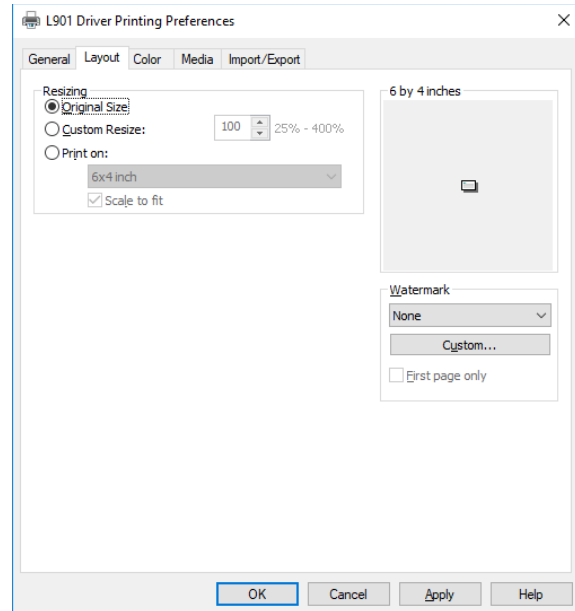 L901 Driver Printing Preferences
General Layout Color Media Import/Export
Resizing
Original Size
Custom Resize: 100 25% - 400%
Print on:
6x4 inch
Scale to fit
6 by 4 inches
Watermark
None
Custom...
First page only
OK Cancel Apply Help